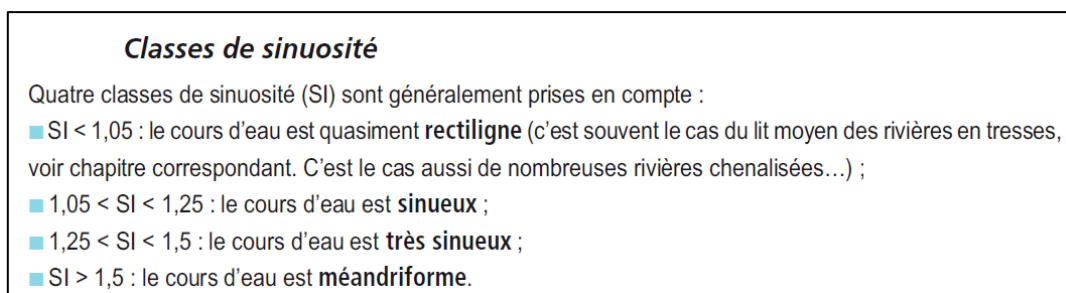 Classes de sinuosité
Quatre classes de sinuosité (SI) sont généralement prises en compte :
■ SI < 1,05 : le cours d'eau est quasiment rectiligne (c'est souvent le cas du lit moyen des rivières en tresses,
voir chapitre correspondant. C'est le cas aussi de nombreuses rivières chenalisées…) ;
■ 1,05 < SI < 1,25 : le cours d'eau est sinueux ;
■ 1,25 < SI < 1,5 : le cours d'eau est très sinueux ;
■ SI > 1,5 : le cours d'eau est méandriforme.